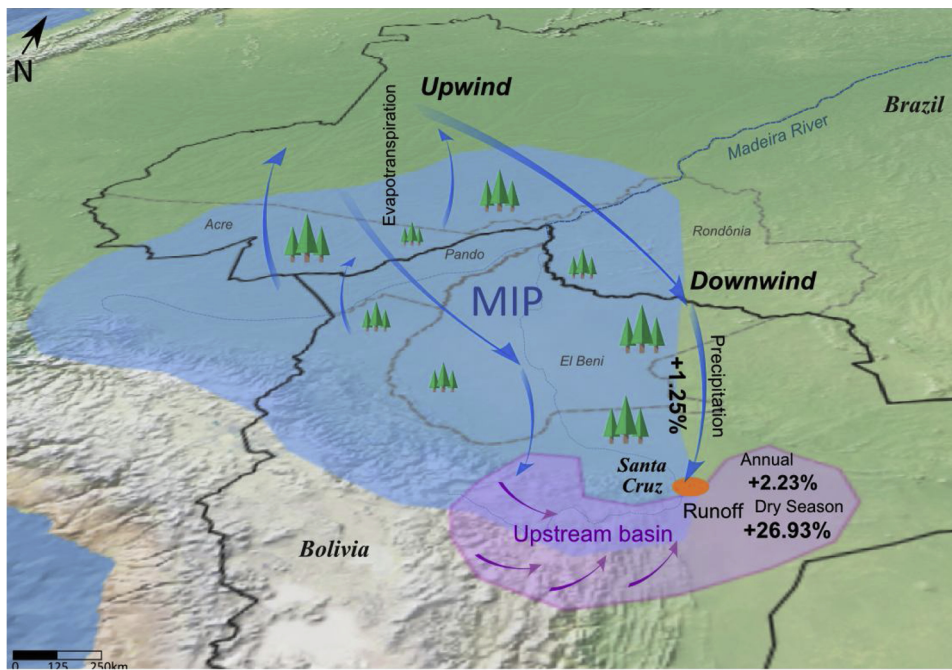 N
Upwind
Evapotranspiration
Brazil
Madeira River
Acre
Pando
Rondônia
MIP
Downwind
El Beni
Precipitation
+1.25%
Santa
Cruz
Annual
+2.23%
Runoff
Dry Season
+26.93%
Upstream basin
Bolivia
0 125 250km